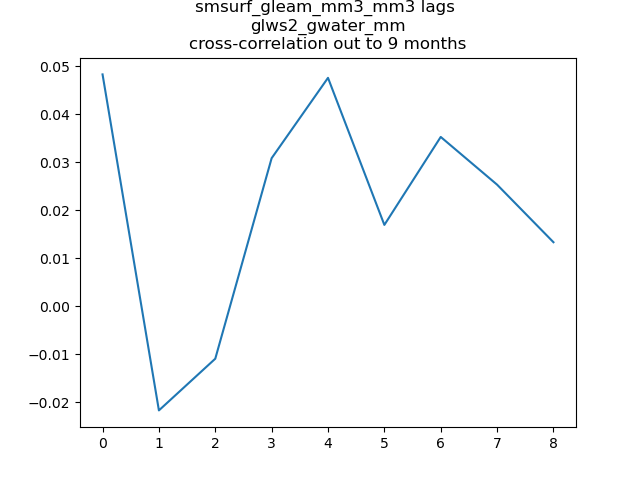 smsurf_gleam_mm3_mm3 lags
glws2_gwater_mm
cross-correlation out to 9 months
0.05
0.04
0.03
0.02
0.01
0.00
−0.01
−0.02
0 1 2 3 4 5 6 7 8